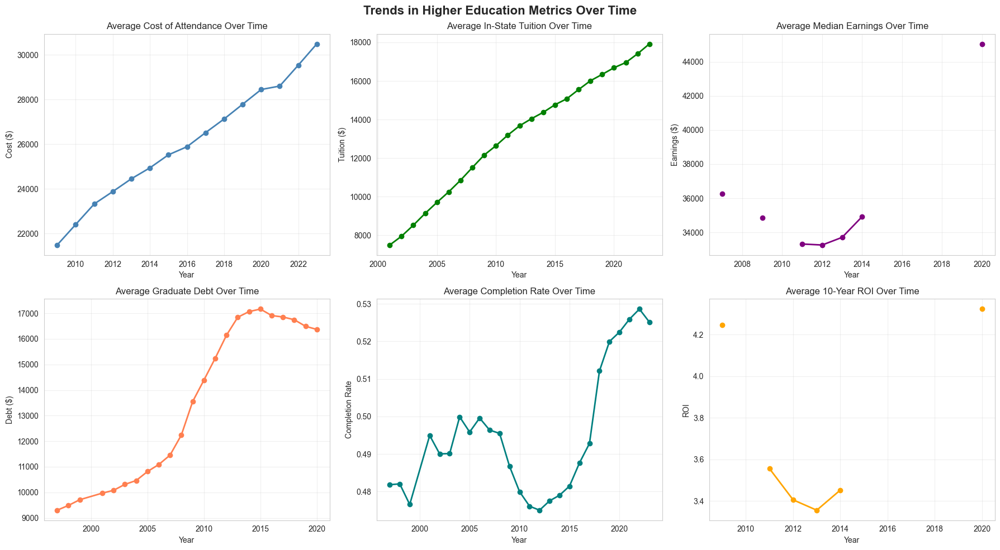 Trends in Higher Education Metrics Over Time
Average Cost of Attendance Over Time
Cost ($)
30000
28000
26000
24000
22000
2010 2012 2014 2016 2018 2020 2022
Year
Average In-State Tuition Over Time
Tuition ($)
18000
16000
14000
12000
10000
8000
2000 2005 2010 2015 2020
Year
Average Median Earnings Over Time
Earnings ($)
44000
42000
40000
38000
36000
34000
2008 2010 2012 2014 2016 2018 2020
Year
Average Graduate Debt Over Time
Debt ($)
17000
16000
15000
14000
13000
12000
11000
10000
9000
2000 2005 2010 2015 2020
Year
Average Completion Rate Over Time
Completion Rate
0.53
0.52
0.51
0.50
0.49
0.48
2000 2005 2010 2015 2020
Year
Average 10-Year ROI Over Time
ROI
4.2
4.0
3.8
3.6
3.4
2010 2012 2014 2016 2018 2020
Year